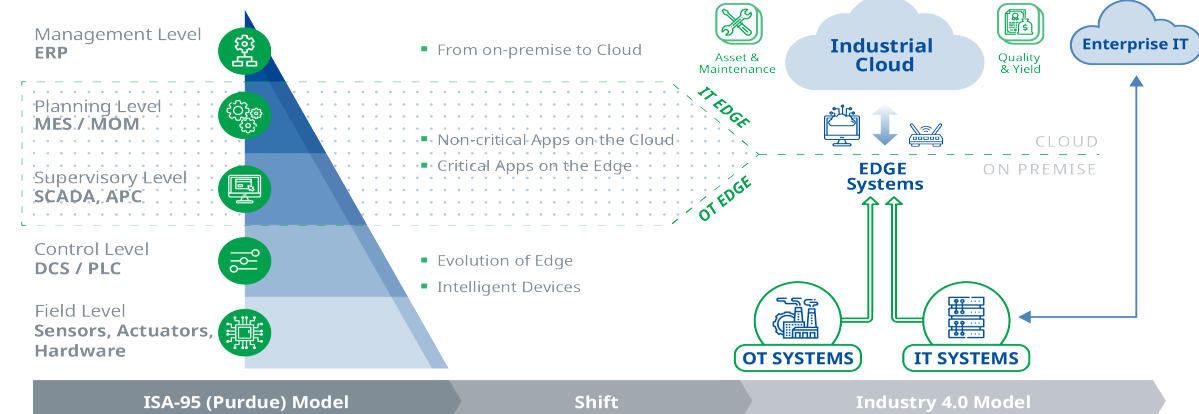 Management Level
ERP
Planning Level
MES / MOM
Supervisory Level
SCADA, APC
Control Level
DCS / PLC
Field Level
Sensors, Actuators,
Hardware
From on-premise to Cloud
Non-critical Apps on the Cloud
Critical Apps on the Edge
Evolution of Edge
Intelligent Devices
IT EDGE
OT EDGE
Asset &
Maintenance
Industrial
Cloud
Quality
& Yield
Enterprise IT
CLOUD
ON PREMISE
EDGE
Systems
OT SYSTEMS
IT SYSTEMS
ISA-95 (Purdue) Model
Shift
Industry 4.0 Model